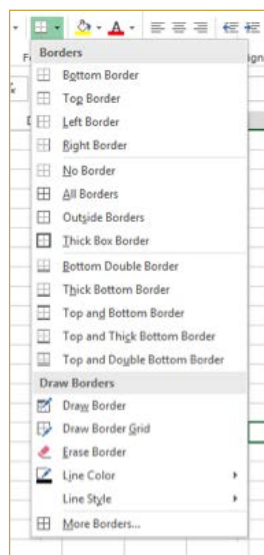 Borders
Bottom Border
Top Border
Left Border
Right Border
No Border
All Borders
Outside Borders
Thick Box Border
Bottom Double Border
Thick Bottom Border
Top and Bottom Border
Top and Thick Bottom Border
Top and Double Bottom Border
Draw Borders
Draw Border
Draw Border Grid
Erase Border
Line Color
Line Style
More Borders...